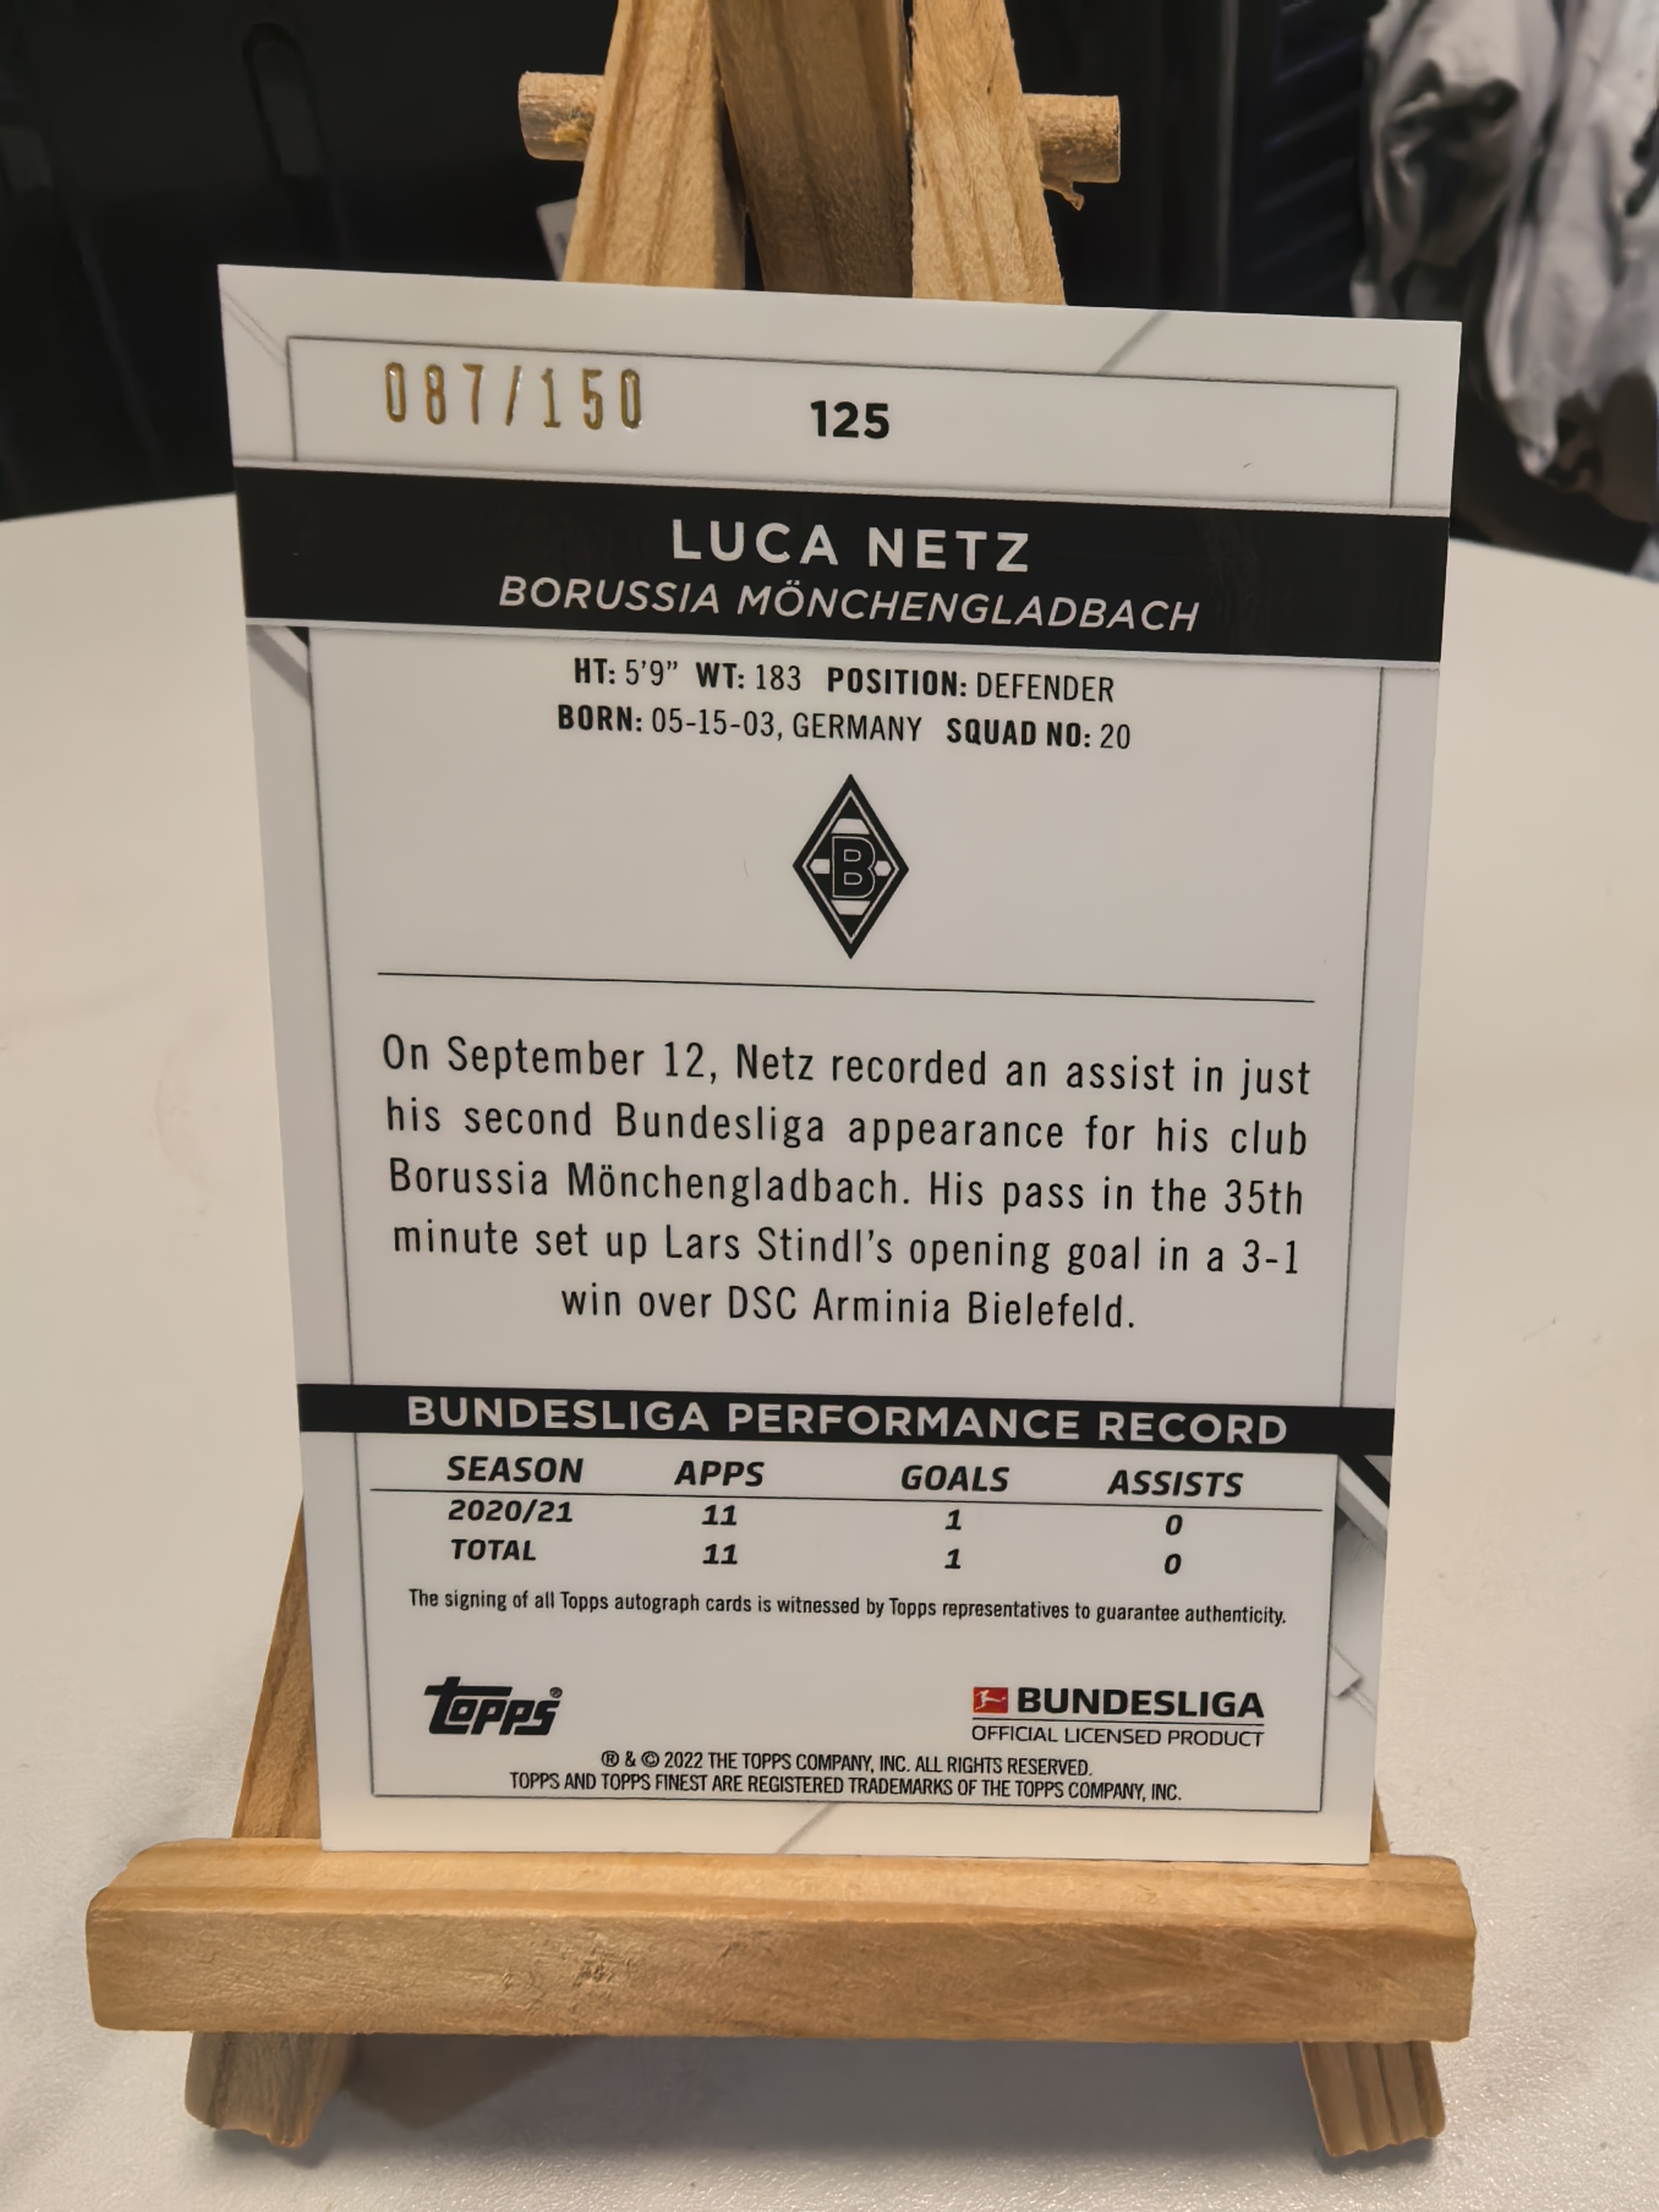 087/150
125
LUCA NETZ
BORUSSIA MÖNCHENGLADBACH
HT: 5'9" WT: 183 POSITION: DEFENDER
BORN: 05-15-03, GERMANY SQUAD NO: 20
B
On September 12, Netz recorded an assist in just
his second Bundesliga appearance for his club
Borussia Mönchengladbach. His pass in the 35th
minute set up Lars Stindl's opening goal in a 3-1
win over DSC Arminia Bielefeld.
BUNDESLIGA PERFORMANCE RECORD
SEASON APPS GOALS ASSISTS
2020/21 11 1 0
TOTAL 11 1 0
The signing of all Topps autograph cards is witnessed by Topps representatives to guarantee authenticity.
topps®
BUNDESLIGA
OFFICIAL LICENSED PRODUCT
® & © 2022 THE TOPPS COMPANY, INC. ALL RIGHTS RESERVED.
TOPPS AND TOPPS FINEST ARE REGISTERED TRADEMARKS OF THE TOPPS COMPANY, INC.